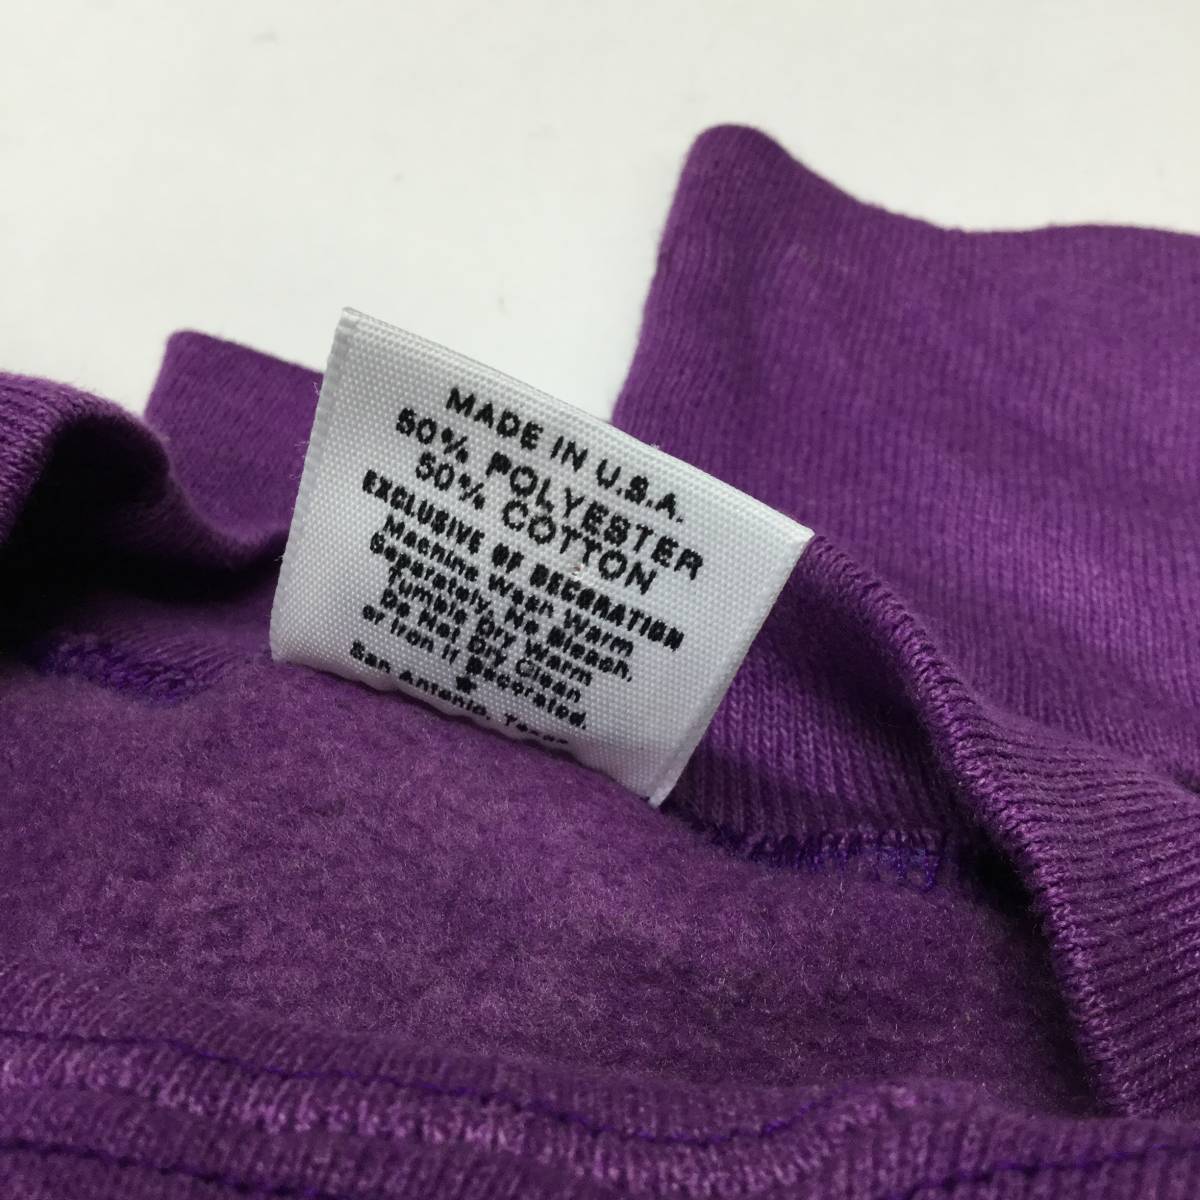 MADE IN U.S.A.
50% POLYESTER
50% COTTON
EXCLUSIVE OF DECORATION
Machine Wash Warm
Separately, No Bleach,
Tumble Dry Warm
Do Not Dry Clean
or Iron if Decorated.
San Antonio, Texas